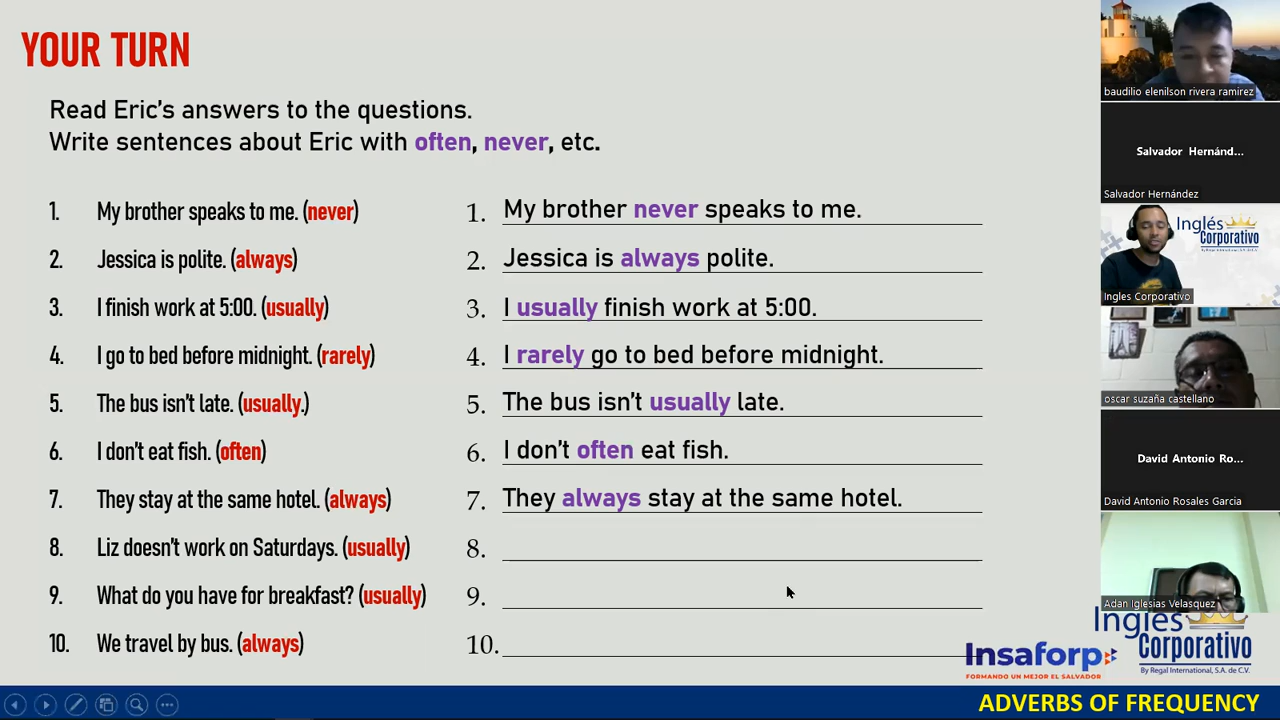 YOUR TURN
Read Eric's answers to the questions.
Write sentences about Eric with often, never, etc.
1. My brother speaks to me. (never)
2. Jessica is polite. (always)
3. I finish work at 5:00. (usually)
4. I go to bed before midnight. (rarely)
5. The bus isn't late. (usually.)
6. I don't eat fish. (often)
7. They stay at the same hotel. (always)
8. Liz doesn't work on Saturdays. (usually)
9. What do you have for breakfast? (usually)
10. We travel by bus. (always)
1. My brother never speaks to me.
2. Jessica is always polite.
3. I usually finish work at 5:00.
4. I rarely go to bed before midnight.
5. The bus isn't usually late.
6. I don't often eat fish.
7. They always stay at the same hotel.
8.
9.
10.
baudilio elenilson rivera ramirez
Salvador Hernánd...
Salvador Hernández
Inglés
Corporativo
Ingles Corporativo
oscar suzaña castellano
David Antonio Ro...
David Antonio Rosales Garcia
Adan Iglesias Velasquez
Inglés
Corporativo
By Regal International, S.A. de C.V.
Insaforp
FORMANDO UN MEJOR EL SALVADOR
ADVERBS OF FREQUENCY